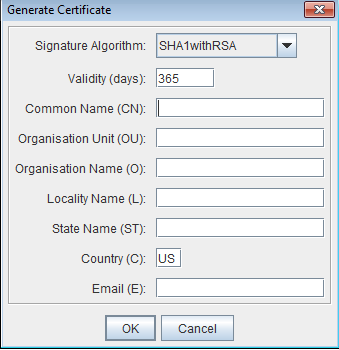 Generate Certificate
Signature Algorithm: SHA1withRSA
Validity (days): 365
Common Name (CN):
Organisation Unit (OU):
Organisation Name (O):
Locality Name (L):
State Name (ST):
Country (C): US
Email (E):
OK Cancel